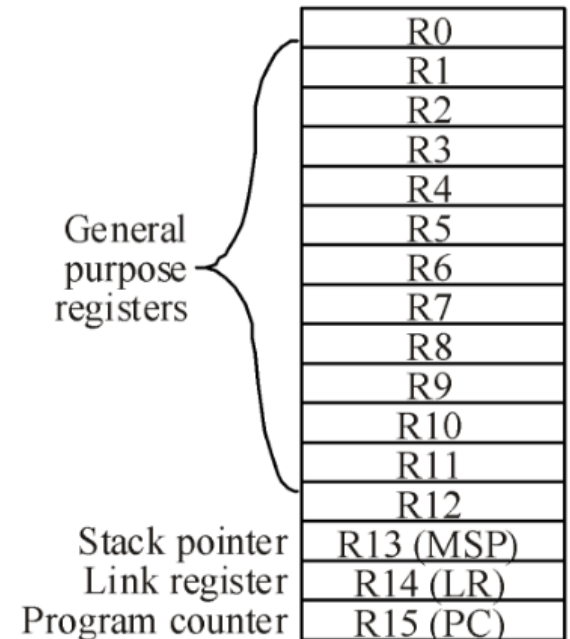 R0
R1
R2
R3
R4
General R5
purpose R6
registers R7
R8
R9
R10
R11
R12
Stack pointer R13 (MSP)
Link register R14 (LR)
Program counter R15 (PC)